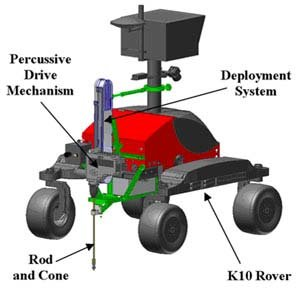 Percussive
Drive
Mechanism
Deployment
System
Rod
and Cone
K10 Rover